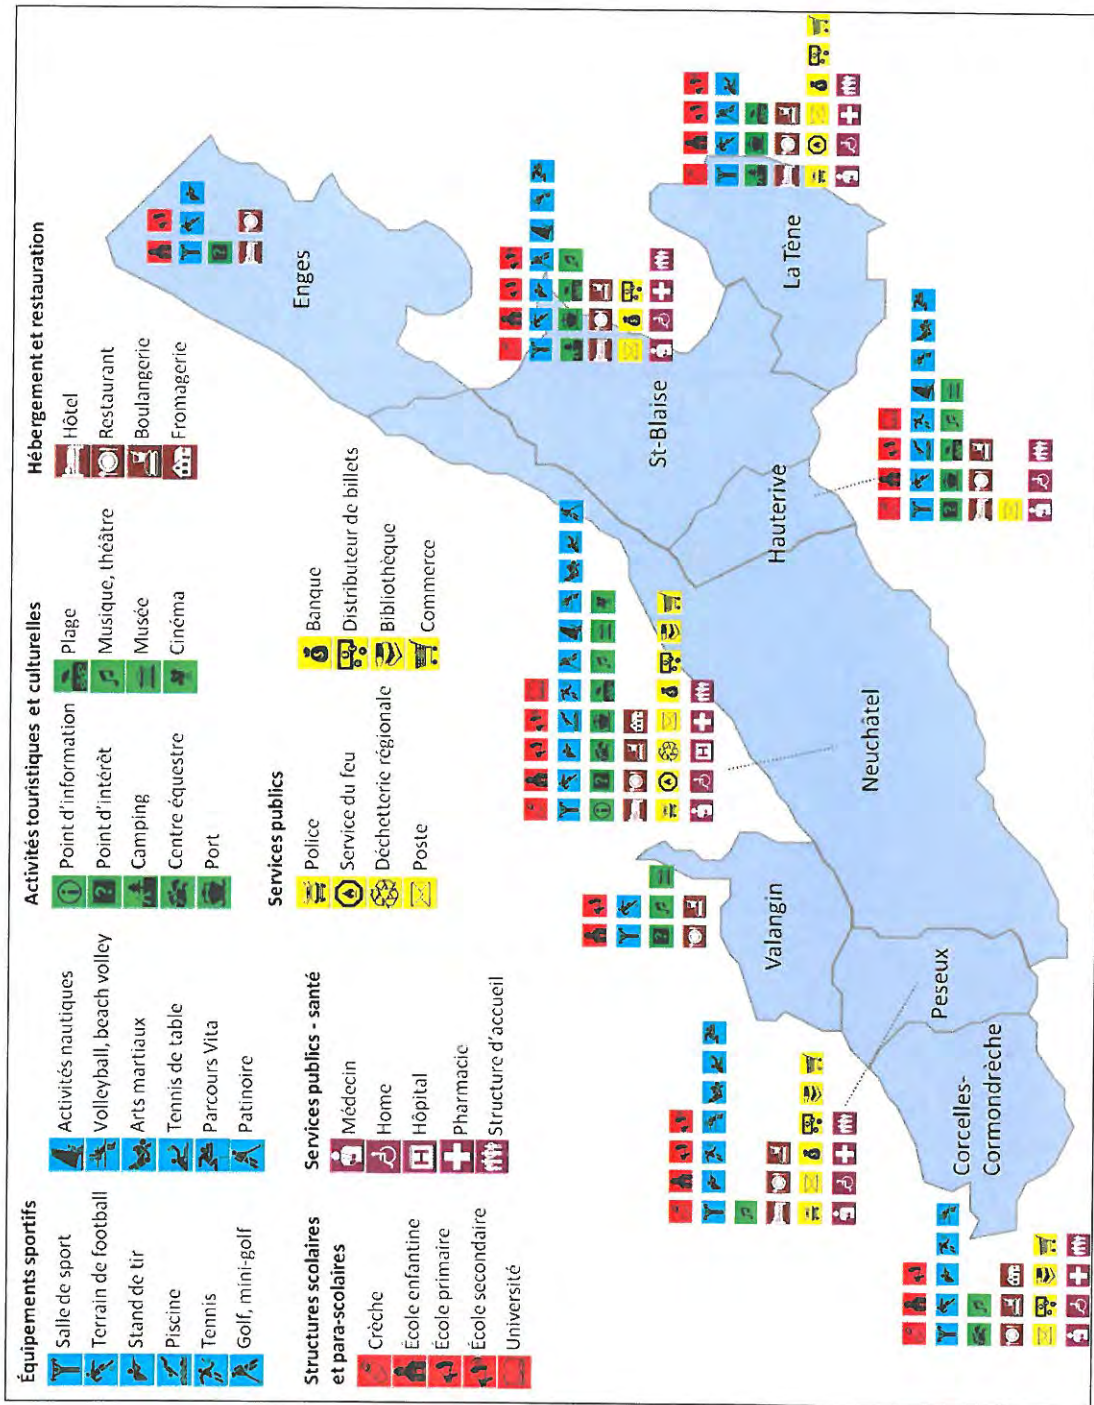 Équipements sportifs
Salle de sport
Terrain de football
Stand de tir
Piscine
Tennis
Golf, mini-golf
Activités nautiques
Volleyball, beach volley
Arts martiaux
Tennis de table
Parcours Vita
Patinoire
Activités touristiques et culturelles
Point d'information
Point d'intérêt
Camping
Centre équestre
Port
Plage
Musique, théâtre
Musée
Cinéma
Hébergement et restauration
Hôtel
Restaurant
Boulangerie
Fromagerie
Structures scolaires
et para-scolaires
Crèche
École enfantine
École primaire
École secondaire
Université
Services publics - santé
Médecin
Home
Hôpital
Pharmacie
Structure d'accueil
Services publics
Police
Service du feu
Déchetterie régionale
Poste
Banque
Distributeur de billets
Bibliothèque
Commerce
Enges
St-Blaise
La Tène
Hauterive
Neuchâtel
Valangin
Peseux
Corcelles-
Cormondrèche